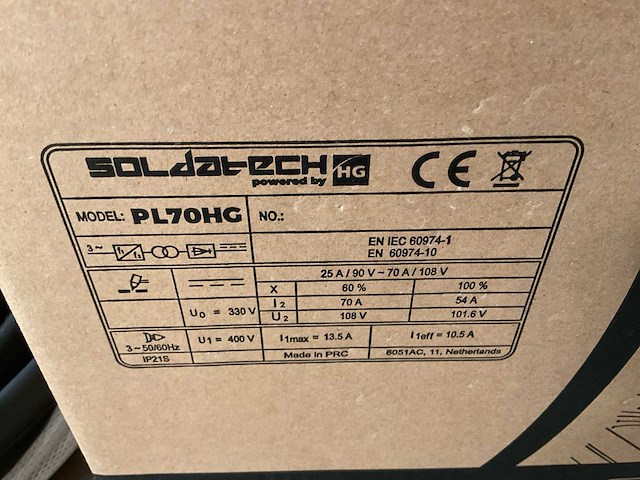 SOLdatECH
powered by HG
CE
MODEL: PL70HG NO.:
3~ f1 f2
EN IEC 60974-1
EN 60974-10
25 A / 90 V ~ 70 A / 108 V
X 60 % 100 %
I2 70 A 54 A
U0 = 330 V U2 108 V 101.6 V
3~50/60Hz U1 = 400 V I1max = 13.5 A I1eff = 10.5 A
IP21S Made in PRC 6051AC, 11, Netherlands